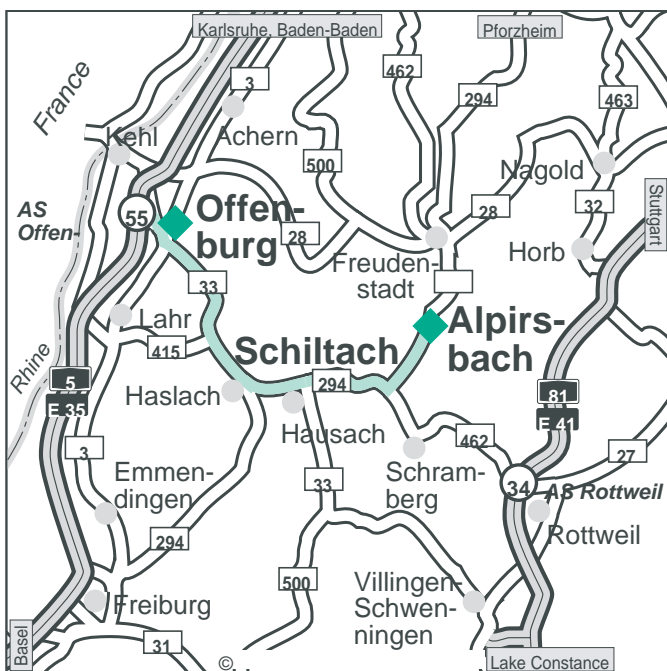 Karlsruhe, Baden-Baden
Pforzheim
France
3
462
294
463
Kehl
Achern
500
Nagold
AS
Offen-
55
Offen-
burg
28
28
32
Stuttgart
Freuden-
stadt
Horb
33
Lahr
415
Schiltach
Alpirs-
bach
Rhine
5
E 35
Haslach
294
81
E 41
Hausach
Schram-
berg
462
27
3
Emmen-
dingen
33
34
AS Rottweil
Rottweil
294
500
Villingen-
Schwen-
ningen
Freiburg
31
Basel
©
Lake Constance